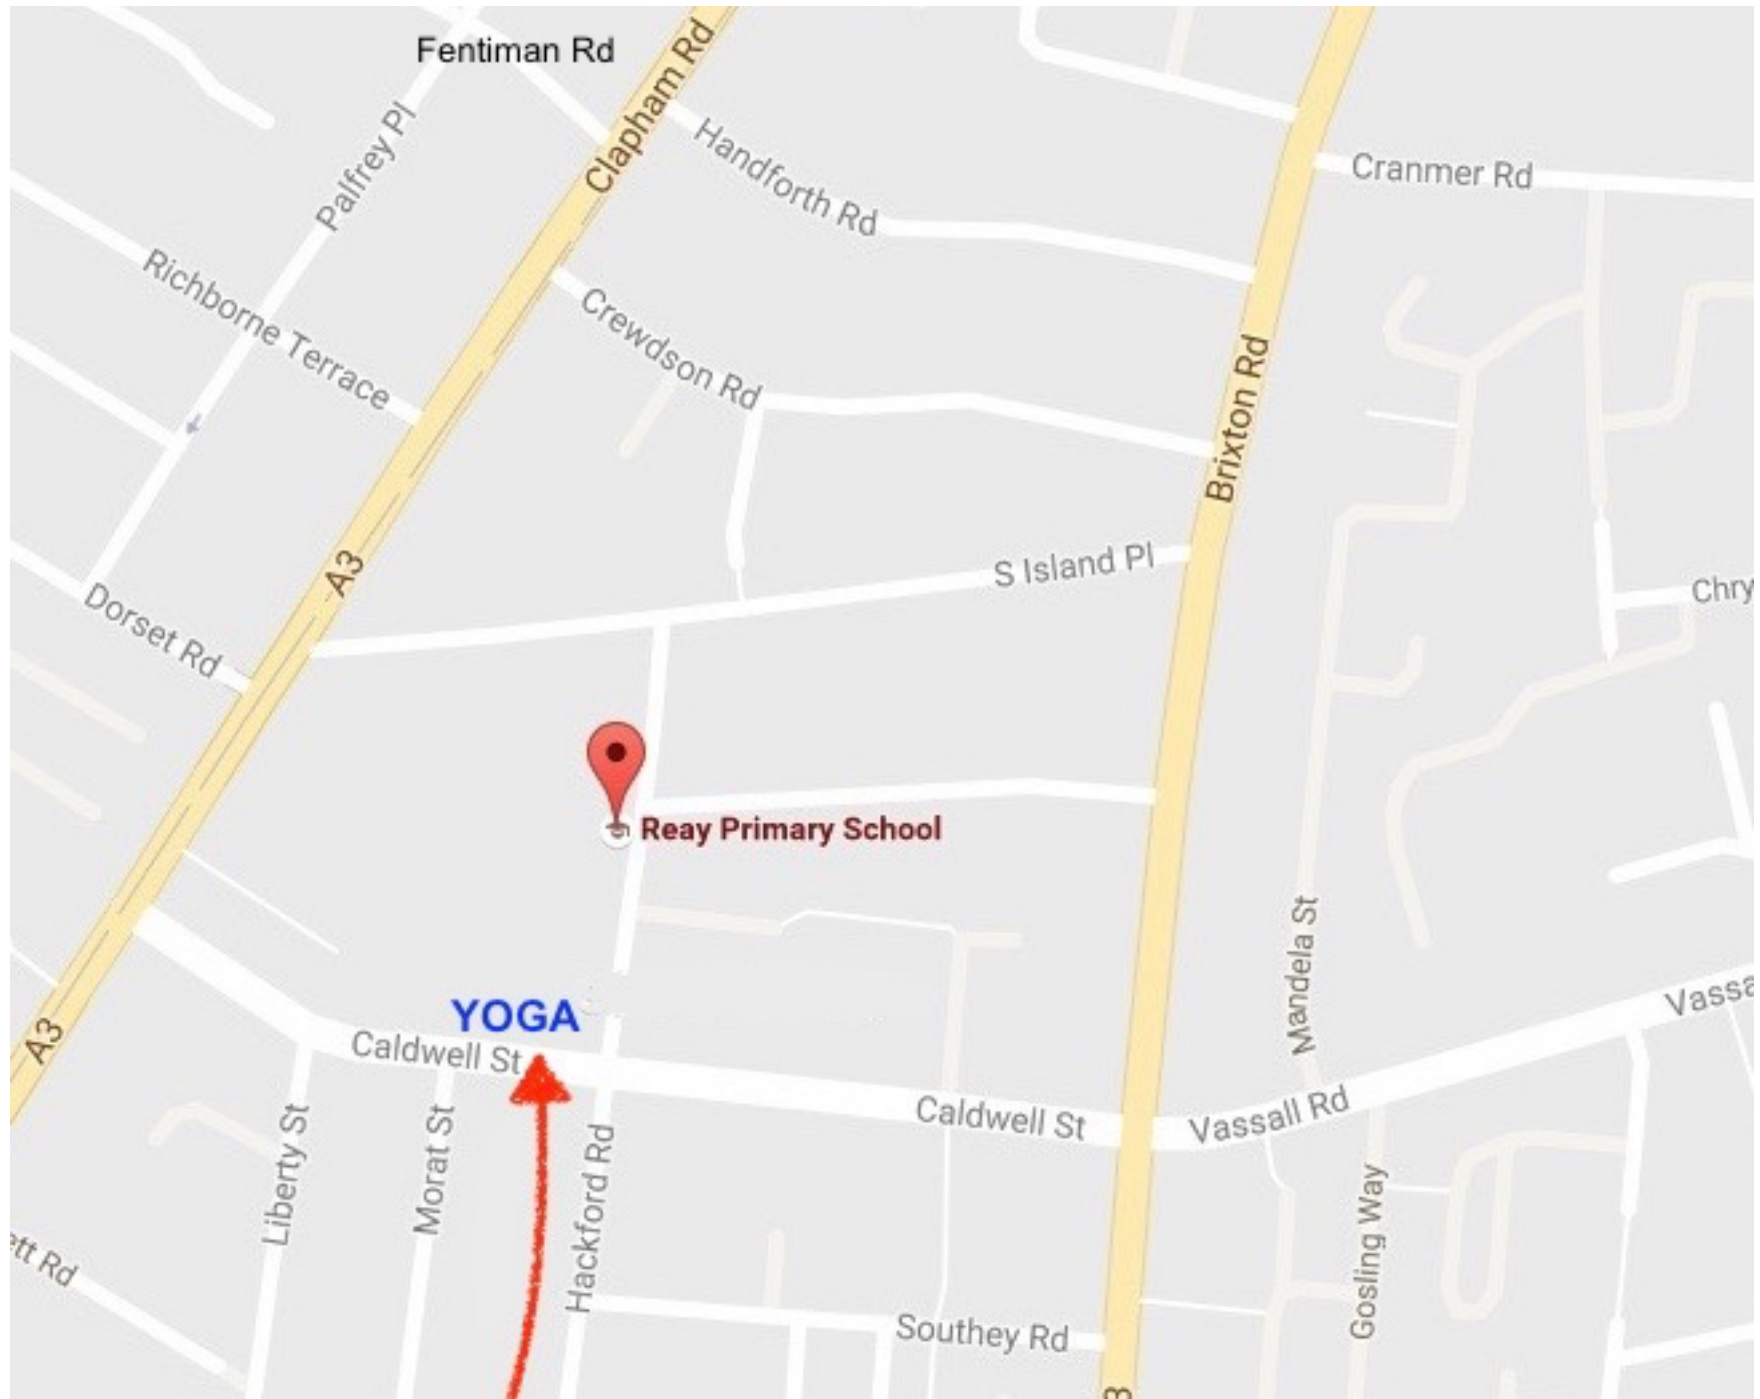 Fentiman Rd
Clapham Rd
Palfrey Pl
Handforth Rd
Cranmer Rd
Richborne Terrace
Crewdson Rd
Brixton Rd
A3
S Island Pl
Chry
Dorset Rd
Reay Primary School
Mandela St
Vassa
YOGA
A3
Caldwell St
Caldwell St
Vassall Rd
Liberty St
Morat St
Hackford Rd
Gosling Way
ett Rd
Southey Rd